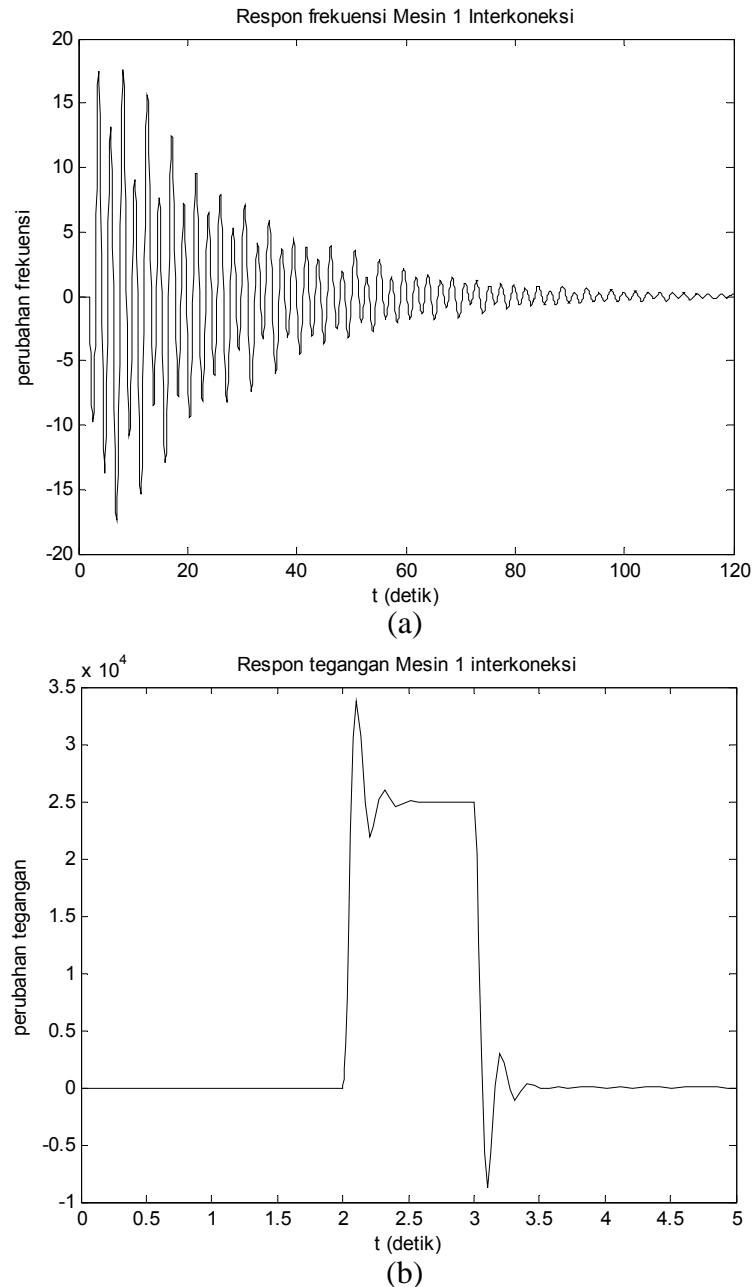 Respon frekuensi Mesin 1 Interkoneksi
20
15
10
5
0
-5
-10
-15
-20
perubahan frekuensi
0 20 40 60 80 100 120
t (detik)
(a)
x 10^4
Respon tegangan Mesin 1 interkoneksi
3.5
3
2.5
2
1.5
1
0.5
0
-0.5
-1
perubahan tegangan
0 0.5 1 1.5 2 2.5 3 3.5 4 4.5 5
t (detik)
(b)